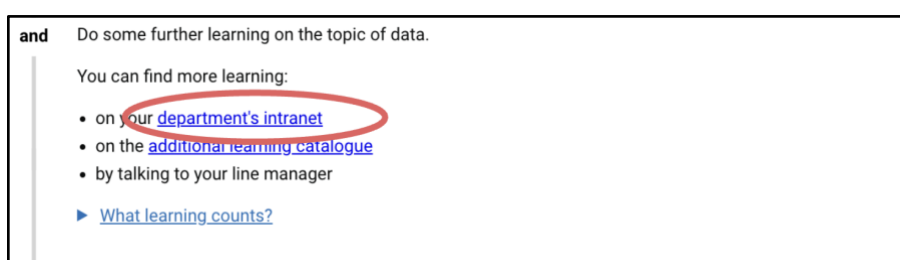 and Do some further learning on the topic of data.
You can find more learning:
• on your department's intranet
• on the additional learning catalogue
• by talking to your line manager
What learning counts?